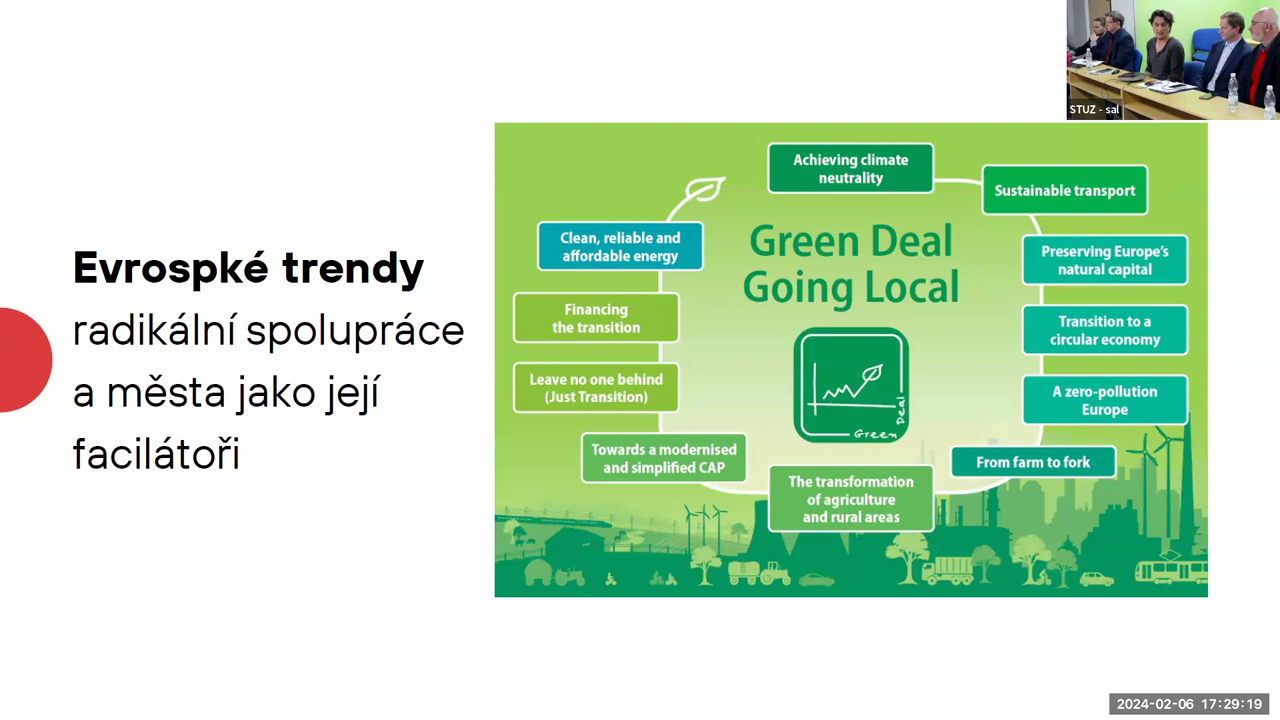 STUZ - sal
Evrospké trendy
radikální spolupráce
a města jako její
facilátoři
Green Deal
Going Local
Achieving climate
neutrality
Sustainable transport
Preserving Europe's
natural capital
Transition to a
circular economy
A zero-pollution
Europe
From farm to fork
The transformation
of agriculture
and rural areas
Towards a modernised
and simplified CAP
Leave no one behind
(Just Transition)
Financing
the transition
Clean, reliable and
affordable energy
Green Deal
2024-02-06 17:29:19